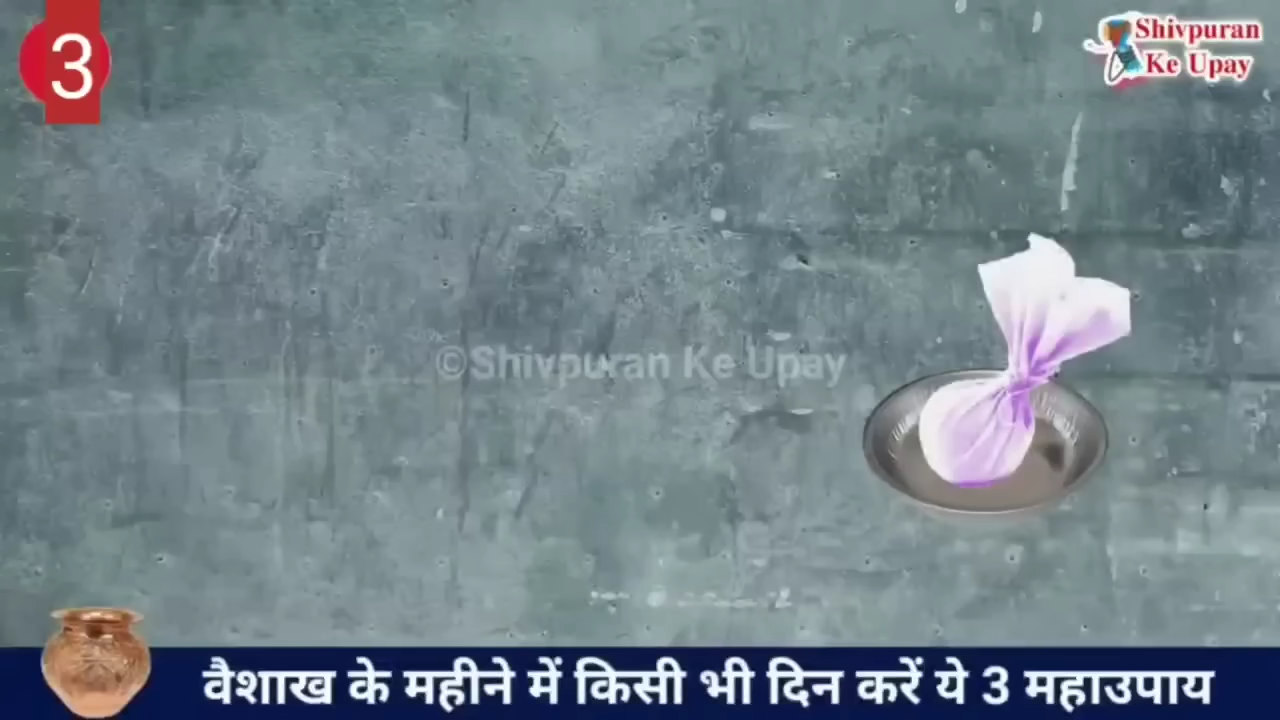 3
Shivpuran
Ke Upay
©Shivpuran Ke Upay
वैशाख के महीने में किसी भी दिन करें ये 3 महाउपाय